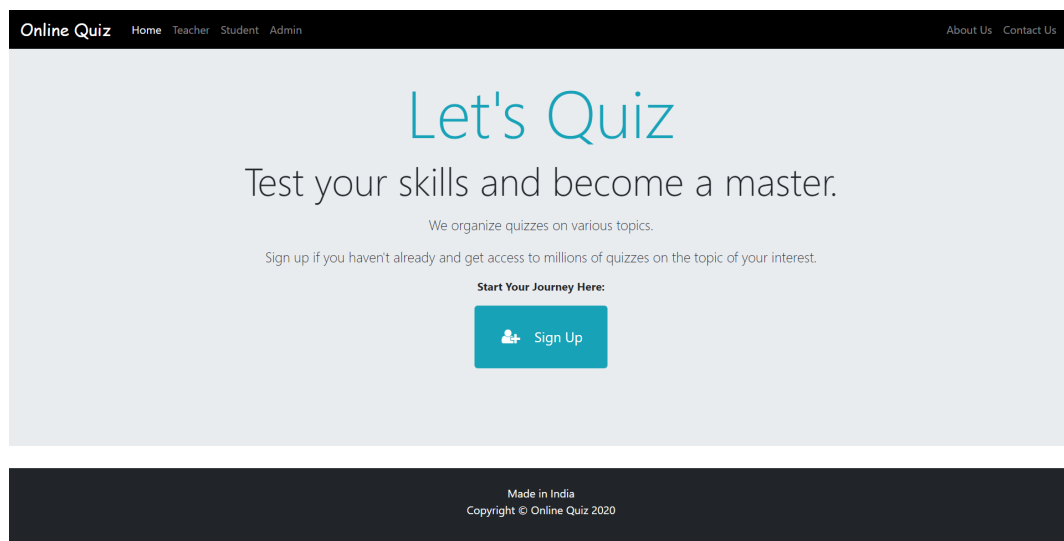 Online Quiz Home Teacher Student Admin About Us Contact Us
Let's Quiz
Test your skills and become a master.
We organize quizzes on various topics.
Sign up if you haven't already and get access to millions of quizzes on the topic of your interest.
Start Your Journey Here:
Sign Up
Made in India
Copyright © Online Quiz 2020